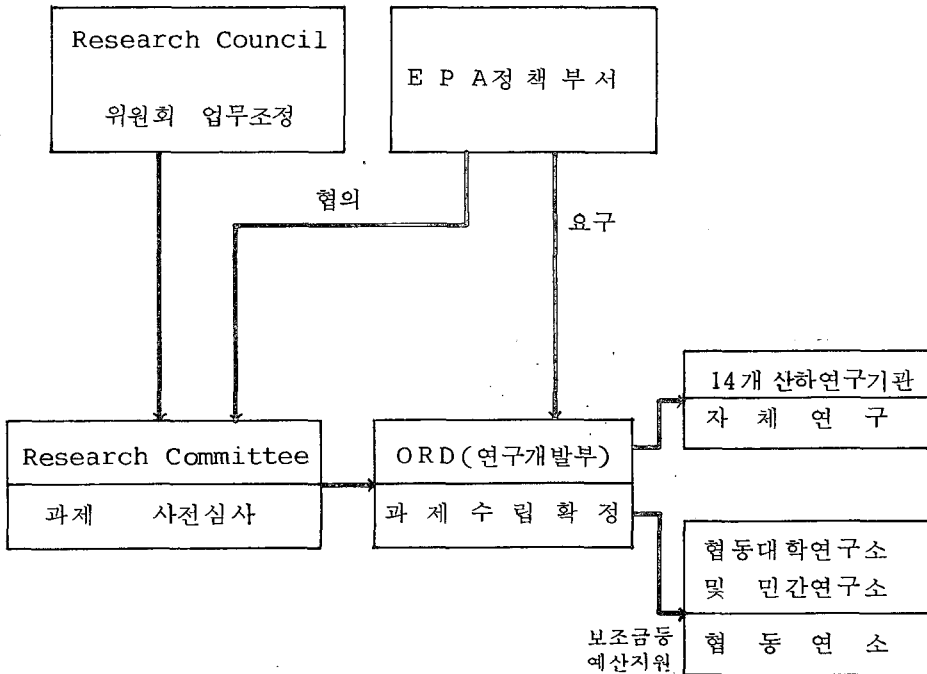 Research Council
위원회 업무조정
E P A정 책 부 서
협의
요구
14개 산하연구기관
자 체 연 구
Research Committee
과제 사전심사
ORD(연구개발부)
과 제 수 립 확 정
협동대학연구소
및 민간연구소
협 동 연 소
보조금등
예산지원